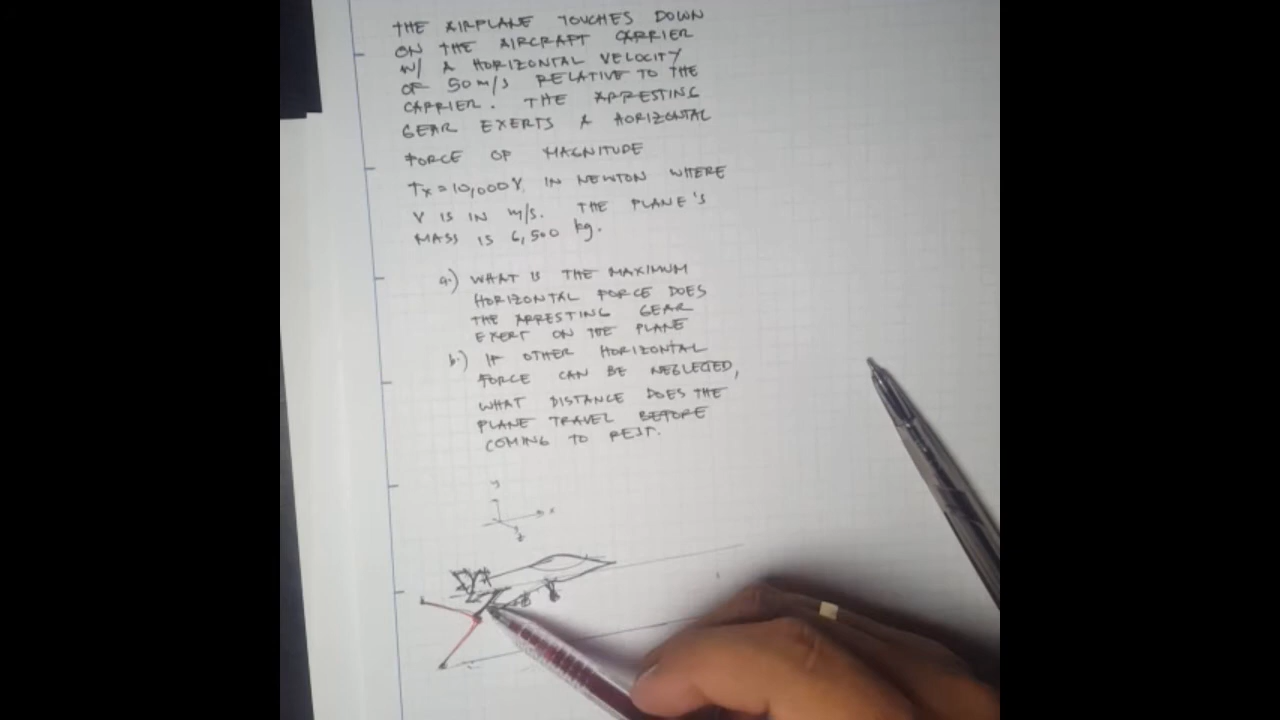 THE AIRPLANE TOUCHES DOWN
ON THE AIRCRAFT CARRIER
W/ A HORIZONTAL VELOCITY
OF 50 m/s RELATIVE TO THE
CARRIER. THE ARRESTING
GEAR EXERTS A HORIZONTAL
FORCE OF MAGNITUDE
Tx = 10,000V IN NEWTON WHERE
V IS IN m/s. THE PLANE'S
MASS IS 6,500 kg.
a.) WHAT IS THE MAXIMUM
HORIZONTAL FORCE DOES
THE ARRESTING GEAR
EXERT ON THE PLANE
b.) IF OTHER HORIZONTAL
FORCE CAN BE NEGLECTED,
WHAT DISTANCE DOES THE
PLANE TRAVEL BEFORE
COMING TO REST.
y
x
z